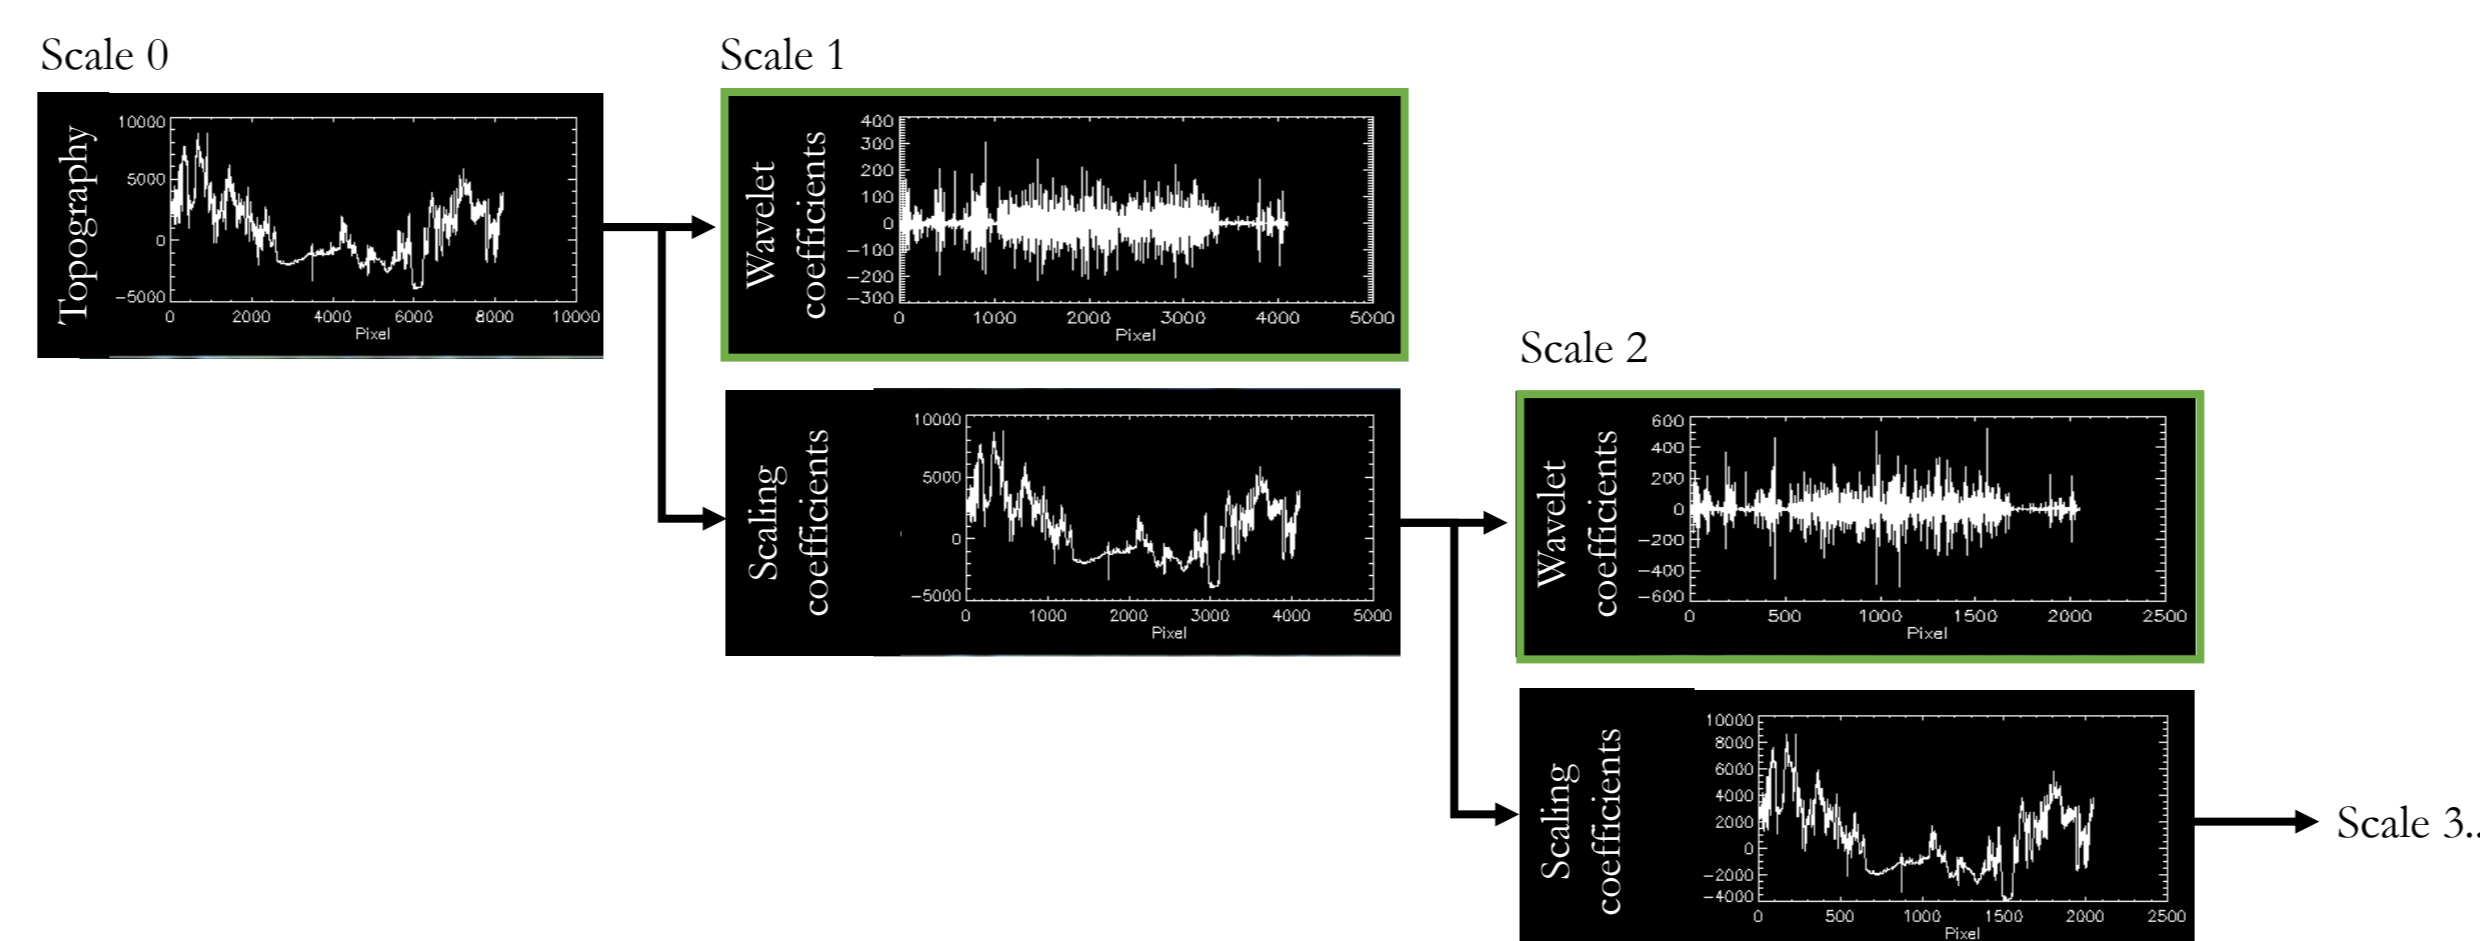 Scale 0
Topography
10000
5000
0
−5000
0 2000 4000 6000 8000 10000
Pixel
Scale 1
Wavelet
coefficients
400
300
200
100
0
−100
−200
−300
0 1000 2000 3000 4000 5000
Pixel
Scaling
coefficients
10000
5000
0
−5000
0 1000 2000 3000 4000 5000
Pixel
Scale 2
Wavelet
coefficients
600
400
200
0
−200
−400
−600
0 500 1000 1500 2000 2500
Pixel
Scaling
coefficients
10000
8000
6000
4000
2000
0
−2000
−4000
0 500 1000 1500 2000 2500
Pixel
Scale 3..